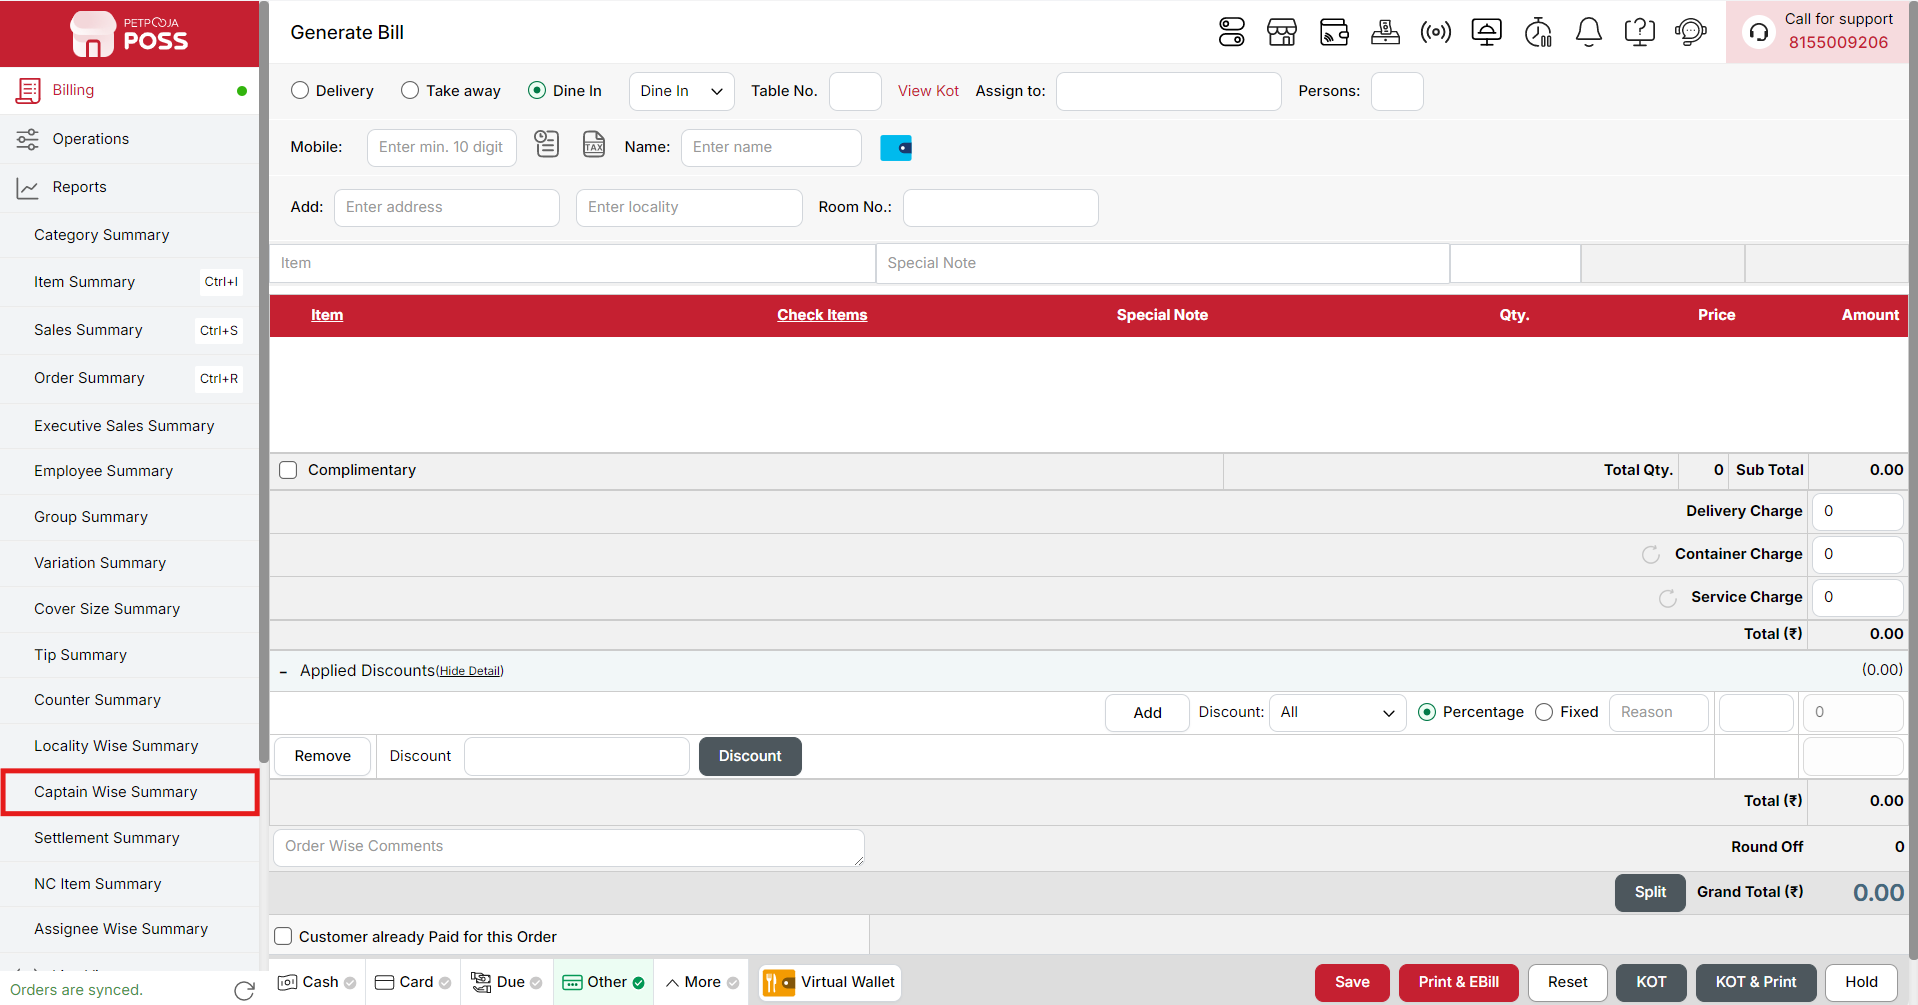 PETPOOJA
POSS
Generate Bill
Call for support
8155009206
Billing
Operations
Reports
Category Summary
Item Summary Ctrl+I
Sales Summary Ctrl+S
Order Summary Ctrl+R
Executive Sales Summary
Employee Summary
Group Summary
Variation Summary
Cover Size Summary
Tip Summary
Counter Summary
Locality Wise Summary
Captain Wise Summary
Settlement Summary
NC Item Summary
Assignee Wise Summary
Orders are synced.
Delivery Take away Dine In Dine In Table No. View Kot Assign to: Persons:
Mobile: Enter min. 10 digit TAX Name: Enter name
Add: Enter address Enter locality Room No.:
Item Special Note
Item Check Items Special Note Qty. Price Amount
Complimentary Total Qty. 0 Sub Total 0.00
Delivery Charge 0
Container Charge 0
Service Charge 0
Total (₹) 0.00
- Applied Discounts(Hide Detail) (0.00)
Add Discount: All Percentage Fixed Reason 0
Remove Discount Discount
Total (₹) 0.00
Order Wise Comments Round Off 0
Split Grand Total (₹) 0.00
Customer already Paid for this Order
Cash Card Due Other More Virtual Wallet Save Print & EBill Reset KOT KOT & Print Hold